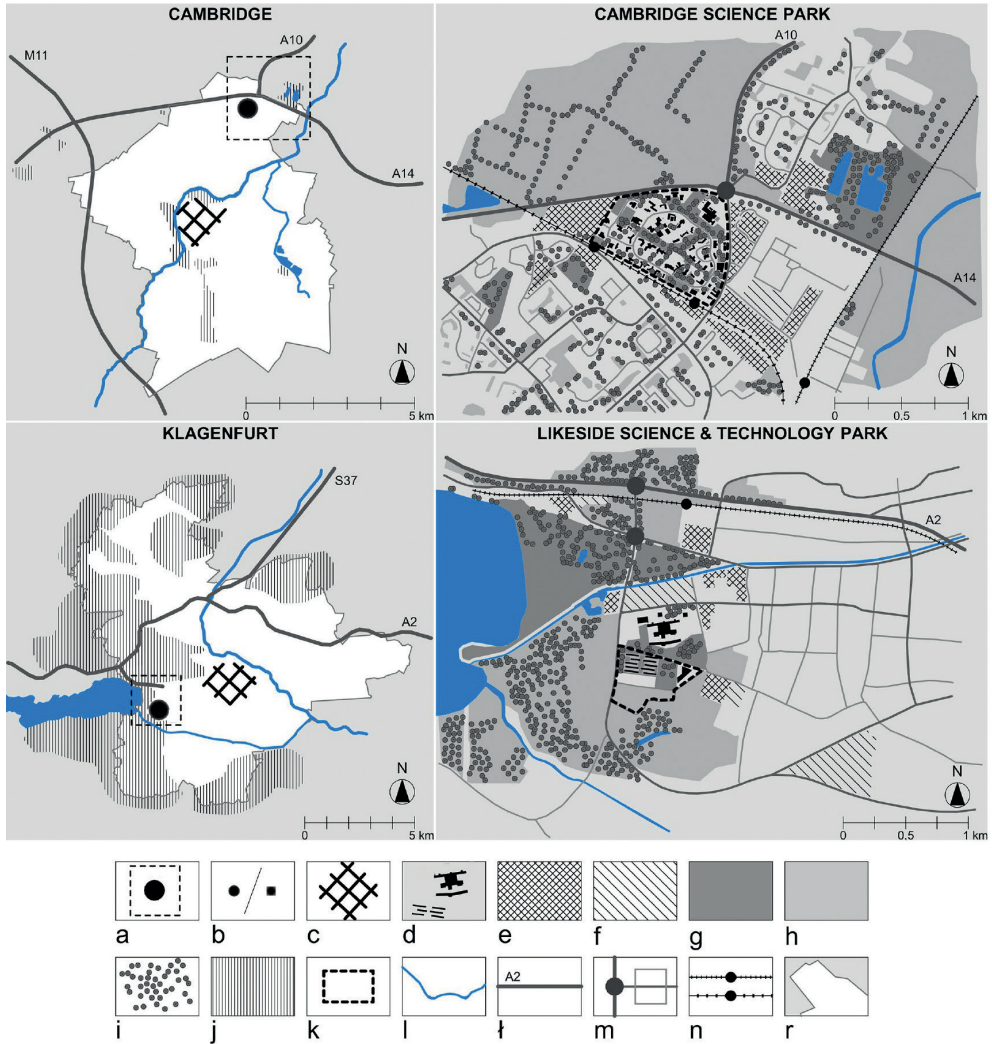 CAMBRIDGE
M11
A10
A14
N
0
5 km
CAMBRIDGE SCIENCE PARK
A10
A14
N
0
0.5
1 km
KLAGENFURT
S37
A2
N
0
5 km
LIKESIDE SCIENCE & TECHNOLOGY PARK
A2
N
0
0.5
1 km
a
b
c
d
e
f
g
h
A2
i
j
k
l
ł
m
n
r